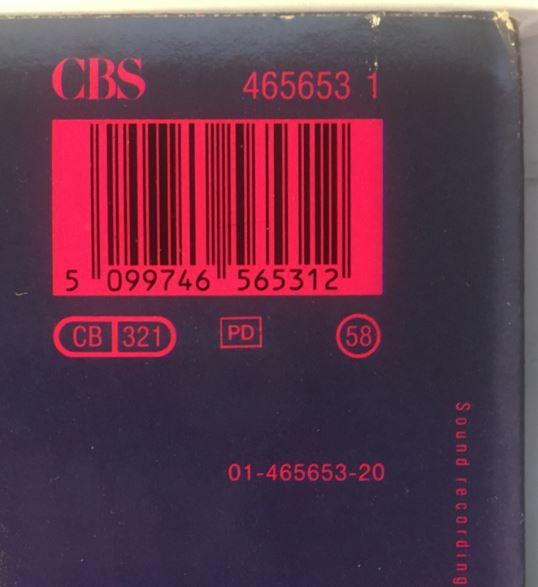 CBS 465653 1
5 099746 565312
CB 321 PD 58
01-465653-20
Sound recording